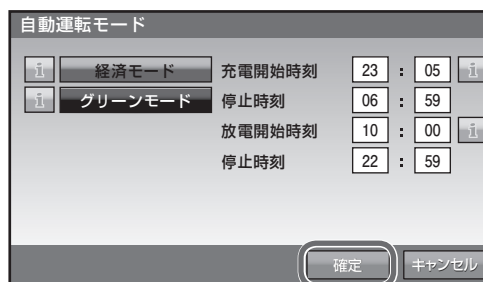 自動運転モード
i 経済モード 充電開始時刻 23 : 05 i
i グリーンモード 停止時刻 06 : 59
放電開始時刻 10 : 00 i
停止時刻 22 : 59
確定 キャンセル